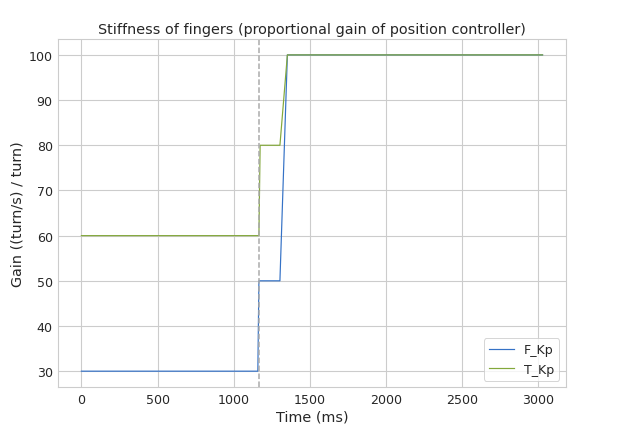 Stiffness of fingers (proportional gain of position controller)
Gain ((turn/s) / turn)
100
90
80
70
60
50
40
30
F_Kp
T_Kp
0 500 1000 1500 2000 2500 3000
Time (ms)